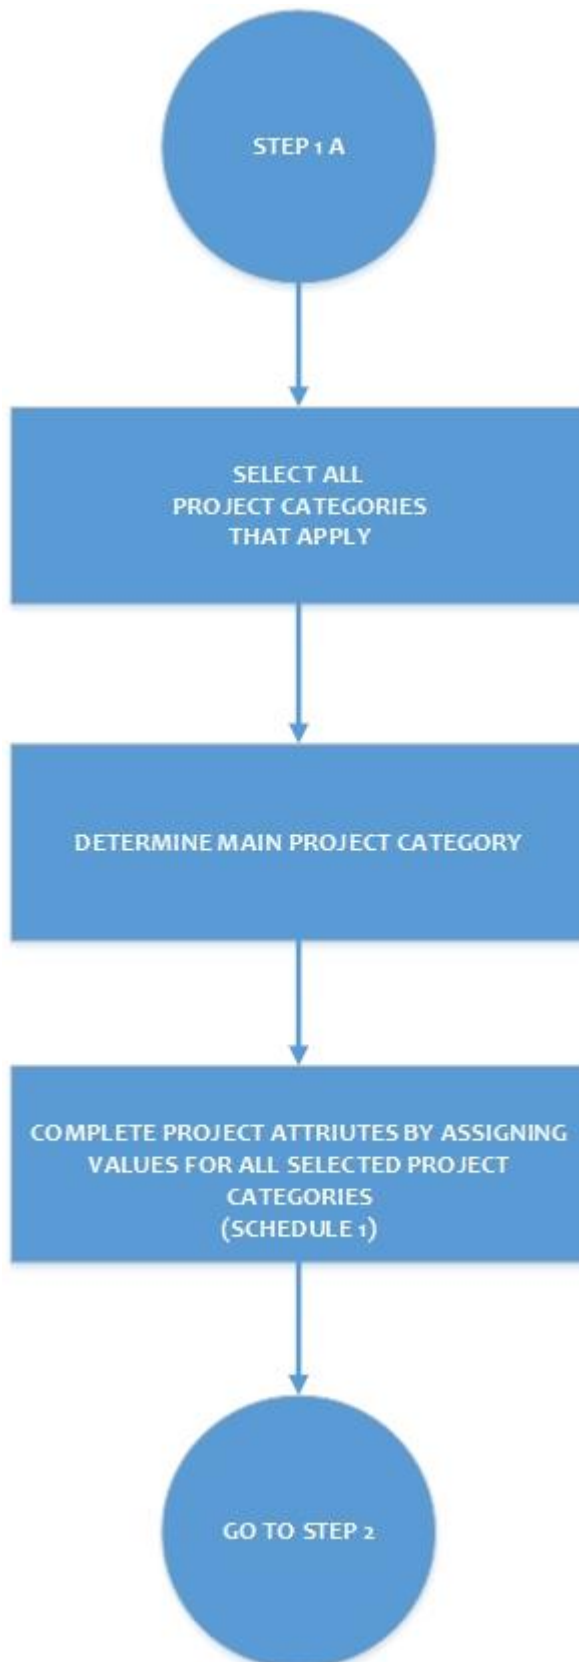 STEP 1 A
SELECT ALL
PROJECT CATEGORIES
THAT APPLY
DETERMINE MAIN PROJECT CATEGORY
COMPLETE PROJECT ATTRIUTES BY ASSIGNING
VALUES FOR ALL SELECTED PROJECT
CATEGORIES
(SCHEDULE 1)
GO TO STEP 2